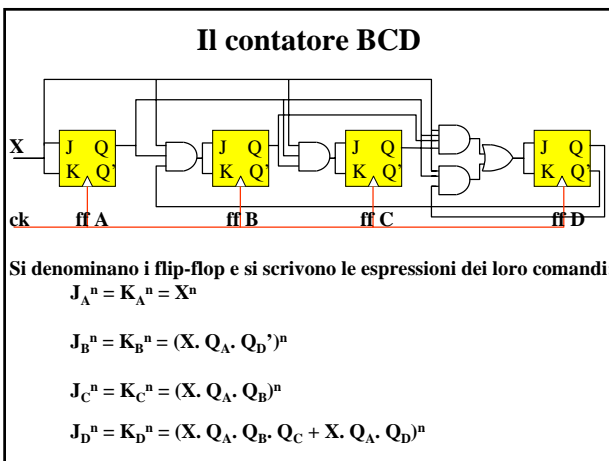 Il contatore BCD
X
J Q
K Q'
J Q
K Q'
J Q
K Q'
J Q
K Q'
ck ff A ff B ff C ff D
Si denominano i flip-flop e si scrivono le espressioni dei loro comandi:
J_A^n = K_A^n = X^n
J_B^n = K_B^n = (X. Q_A. Q_D')^n
J_C^n = K_C^n = (X. Q_A. Q_B)^n
J_D^n = K_D^n = (X. Q_A. Q_B. Q_C + X. Q_A. Q_D)^n